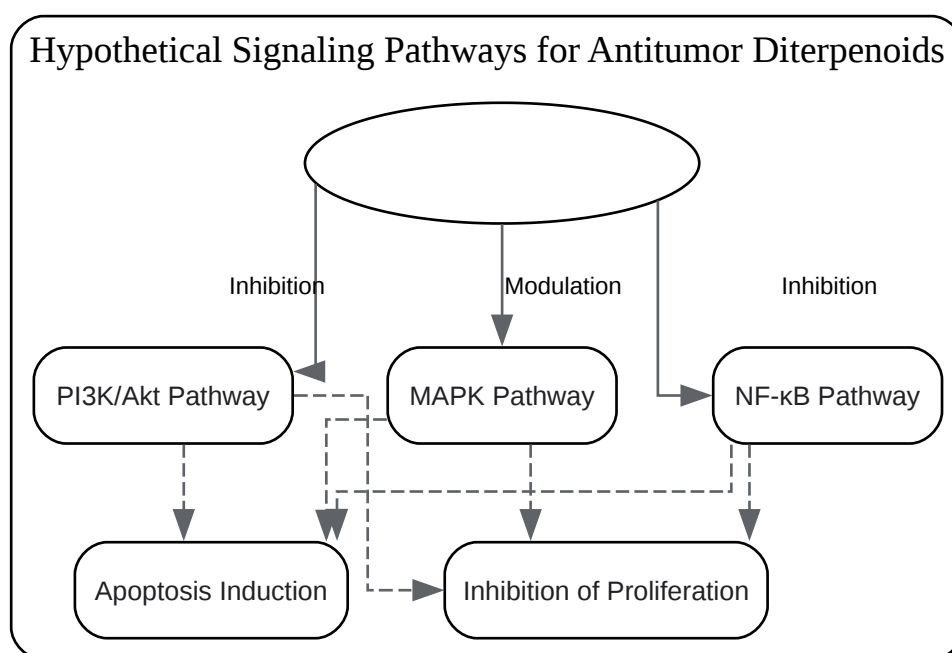 Hypothetical Signaling Pathways for Antitumor Diterpenoids
Inhibition
Modulation
Inhibition
PI3K/Akt Pathway
MAPK Pathway
NF-κB Pathway
Apoptosis Induction
Inhibition of Proliferation